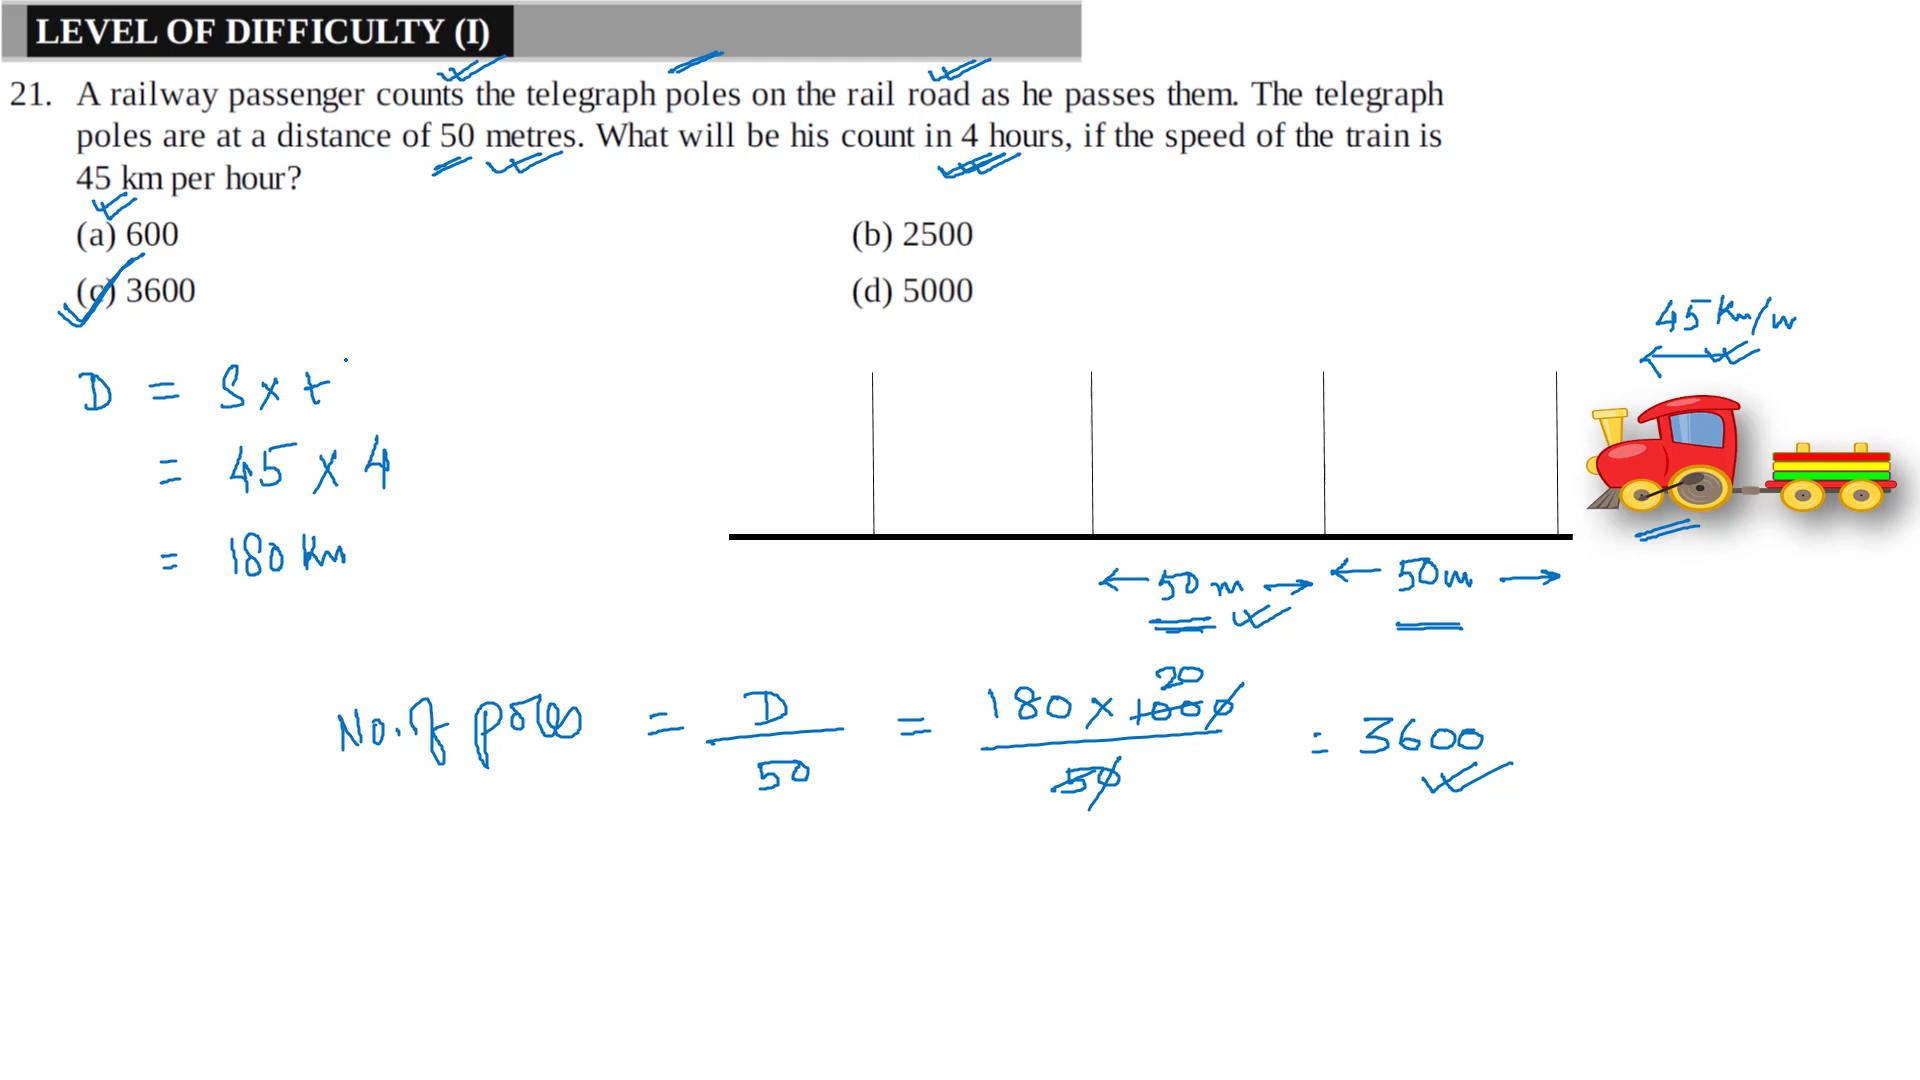 LEVEL OF DIFFICULTY (I)
21. A railway passenger counts the telegraph poles on the rail road as he passes them. The telegraph
poles are at a distance of 50 metres. What will be his count in 4 hours, if the speed of the train is
45 km per hour?
(a) 600 (b) 2500
(c) 3600 (d) 5000
45 Km/hr
D = S x t
= 45 x 4
= 180 Km
50 m 50 m
20
No. of poles = D / 50 = 180 x 1000 / 50 = 3600